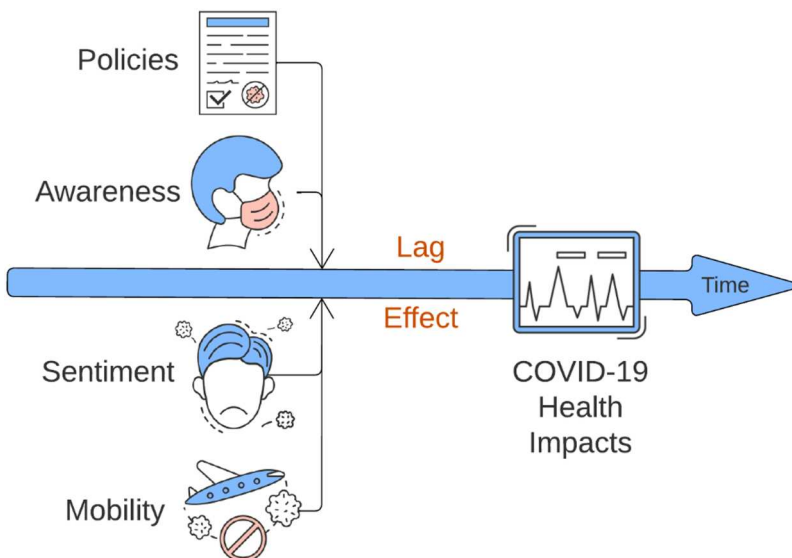 Policies
Awareness
Lag
Time
Effect
Sentiment
COVID-19
Health
Impacts
Mobility